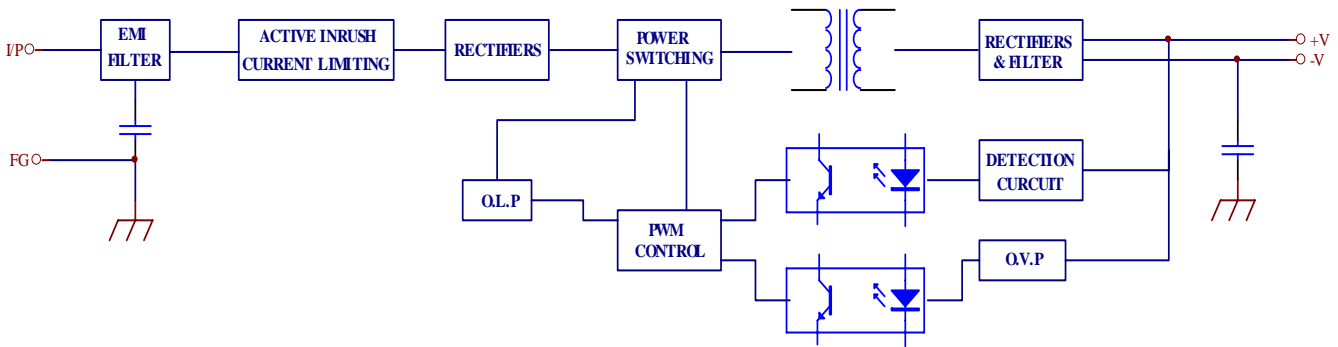 I/P
EMI
FILTER
ACTIVE INRUSH
CURRENT LIMITING
RECTIFIERS
POWER
SWITCHING
RECTIFIERS
& FILTER
+V
-V
FG
O.L.P
PWM
CONTROL
DETECTION
CURCUIT
O.V.P